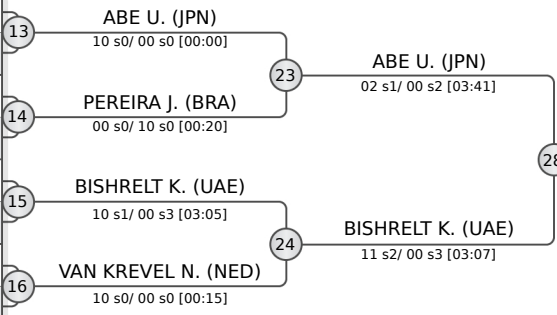 ABE U. (JPN)
13
10 s0/ 00 s0 [00:00]
ABE U. (JPN)
23
02 s1/ 00 s2 [03:41]
PEREIRA J. (BRA)
14
00 s0/ 10 s0 [00:20]
28
BISHRELT K. (UAE)
15
10 s1/ 00 s3 [03:05]
BISHRELT K. (UAE)
24
11 s2/ 00 s3 [03:07]
VAN KREVEL N. (NED)
16
10 s0/ 00 s0 [00:15]